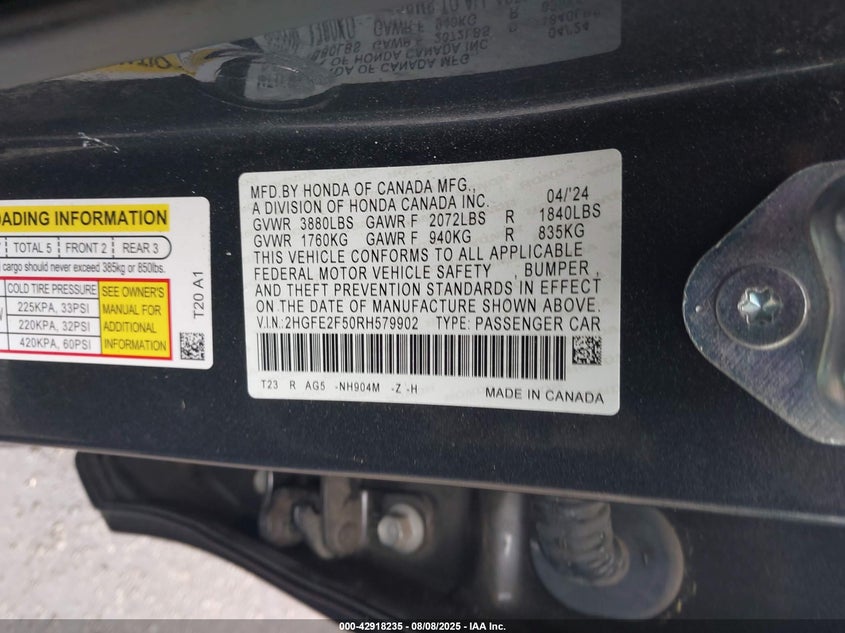 MFD.BY HONDA OF CANADA MFG.,
A DIVISION OF HONDA CANADA INC. 04/'24
GVWR 3880LBS GAWR F 2072LBS R 1840LBS
GVWR 1760KG GAWR F 940KG R 835KG
THIS VEHICLE CONFORMS TO ALL APPLICABLE
FEDERAL MOTOR VEHICLE SAFETY , BUMPER ,
AND THEFT PREVENTION STANDARDS IN EFFECT
ON THE DATE OF MANUFACTURE SHOWN ABOVE.
V.I.N.:2HGFE2F50RH579902 TYPE: PASSENGER CAR
T23 R AG5 -NH904M -Z -H
MADE IN CANADA
LOADING INFORMATION
TOTAL 5 FRONT 2 REAR 3
cargo should never exceed 385kg or 850lbs.
COLD TIRE PRESSURE
225KPA, 33PSI
220KPA, 32PSI
420KPA, 60PSI
SEE OWNER'S
MANUAL FOR
ADDITIONAL
INFORMATION
T20 A1
00-42918235 - 08/08/2025 - IAA Inc.